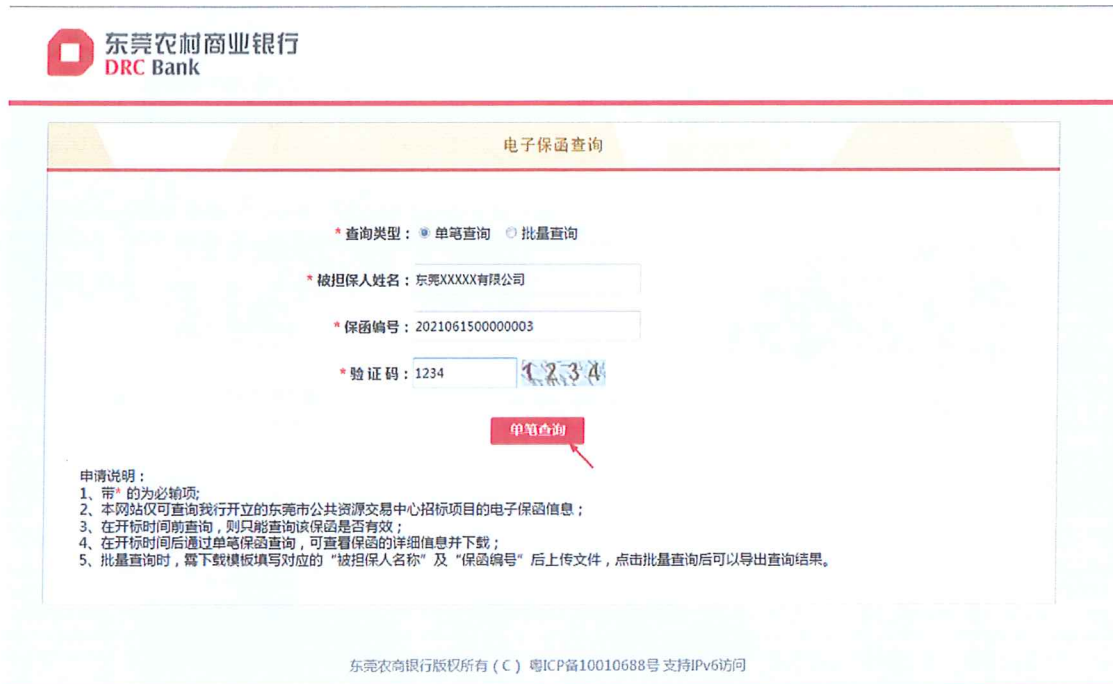 东莞农村商业银行
DRC Bank
电子保函查询
* 查询类型： 单笔查询 批量查询
* 被担保人姓名： 东莞XXXXX有限公司
* 保函编号： 2021061500000003
* 验 证 码： 1234 1234
单笔查询
申请说明：
1、带* 的为必输项;
2、本网站仅可查询我行开立的东莞市公共资源交易中心招标项目的电子保函信息；
3、在开标时间前查询，则只能查询该保函是否有效；
4、在开标时间后通过单笔保函查询，可查看保函的详细信息并下载；
5、批量查询时，需下载模板填写对应的“被担保人名称”及“保函编号”后上传文件，点击批量查询后可以导出查询结果。
东莞农商银行版权所有（C） 粤ICP备10010688号 支持IPv6访问